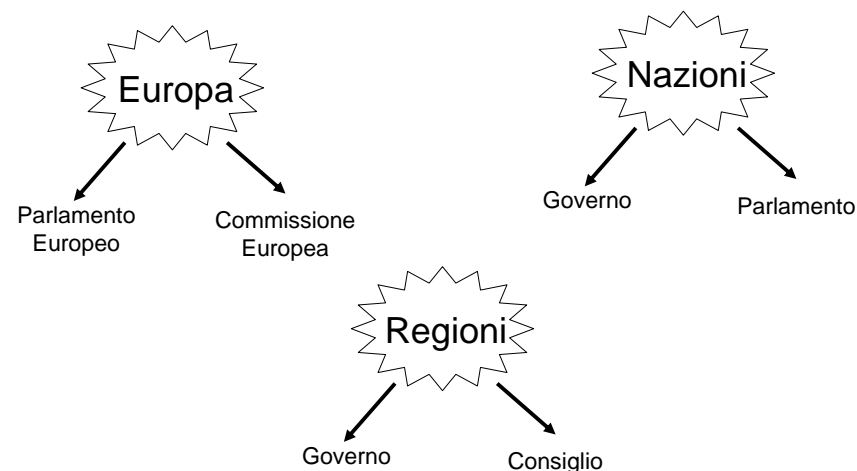 Europa
Parlamento
Europeo
Commissione
Europea
Nazioni
Governo
Parlamento
Regioni
Governo
Consiglio